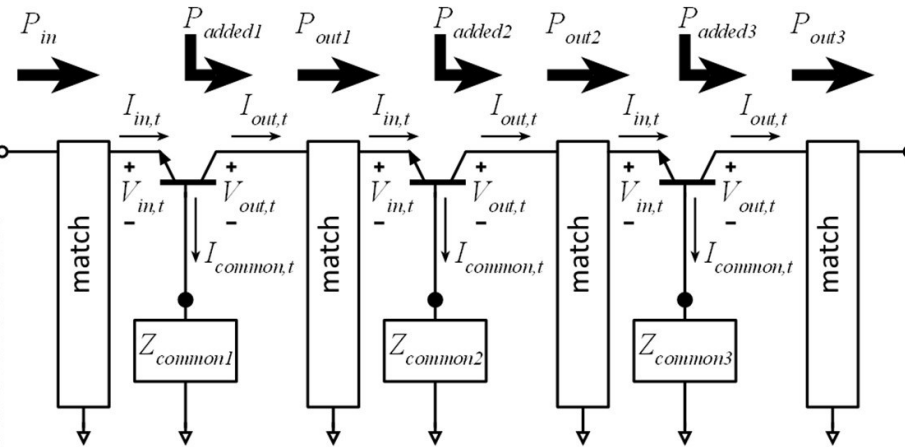 P_in P_added1 P_out1 P_added2 P_out2 P_added3 P_out3
I_in,t I_out,t I_in,t I_out,t I_in,t I_out,t
+ + + + + +
V_in,t V_out,t V_in,t V_out,t V_in,t V_out,t
- - - - - -
match match match match
I_common,t I_common,t I_common,t
Z_common1 Z_common2 Z_common3